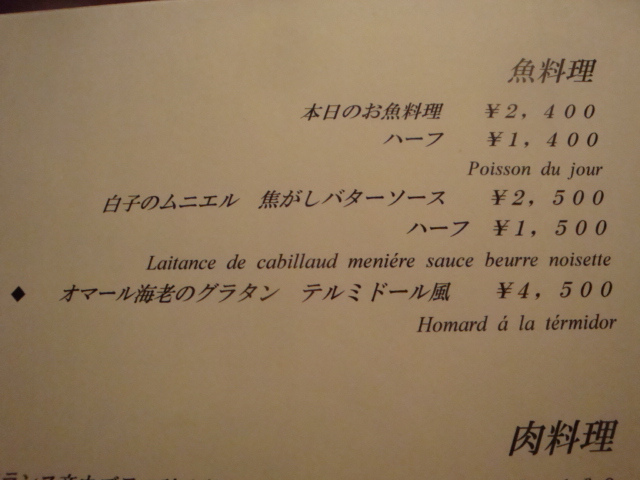 魚料理
本日のお魚料理 ¥2,400
ハーフ ¥1,400
Poisson du jour
白子のムニエル 焦がしバターソース ¥2,500
ハーフ ¥1,500
Laitance de cabillaud meniére sauce beurre noisette
◆ オマール海老のグラタン テルミドール風 ¥4,500
Homard á la térmidor
肉料理